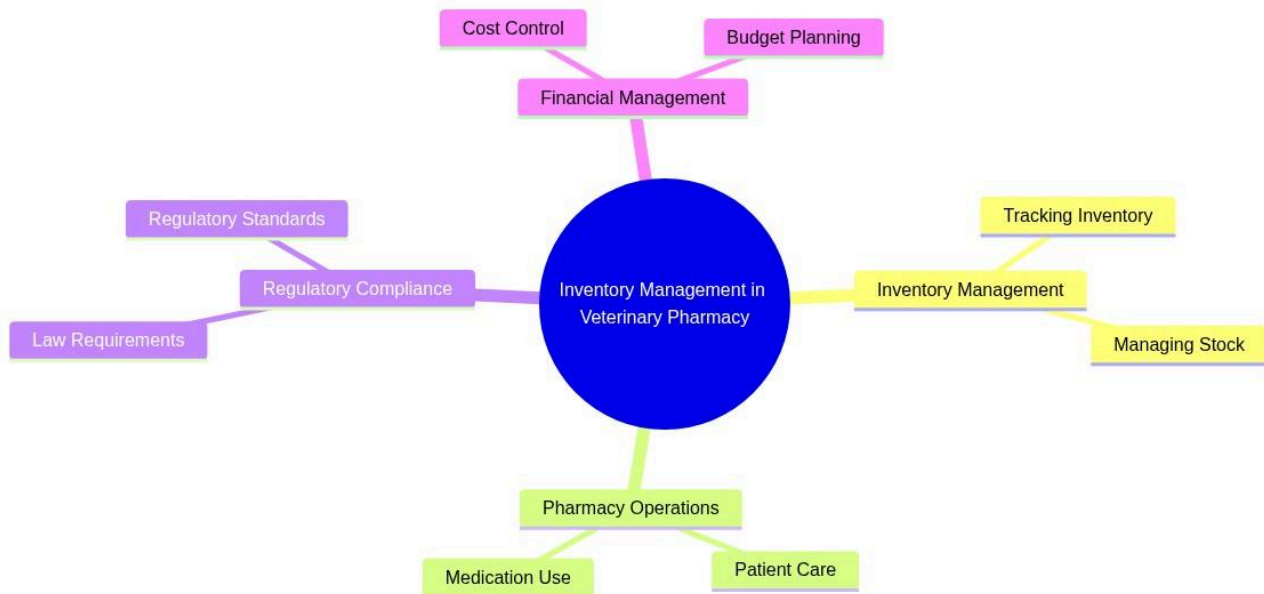 Cost Control
Budget Planning
Financial Management
Regulatory Standards
Tracking Inventory
Regulatory Compliance
Inventory Management in
Veterinary Pharmacy
Inventory Management
Law Requirements
Managing Stock
Pharmacy Operations
Medication Use
Patient Care